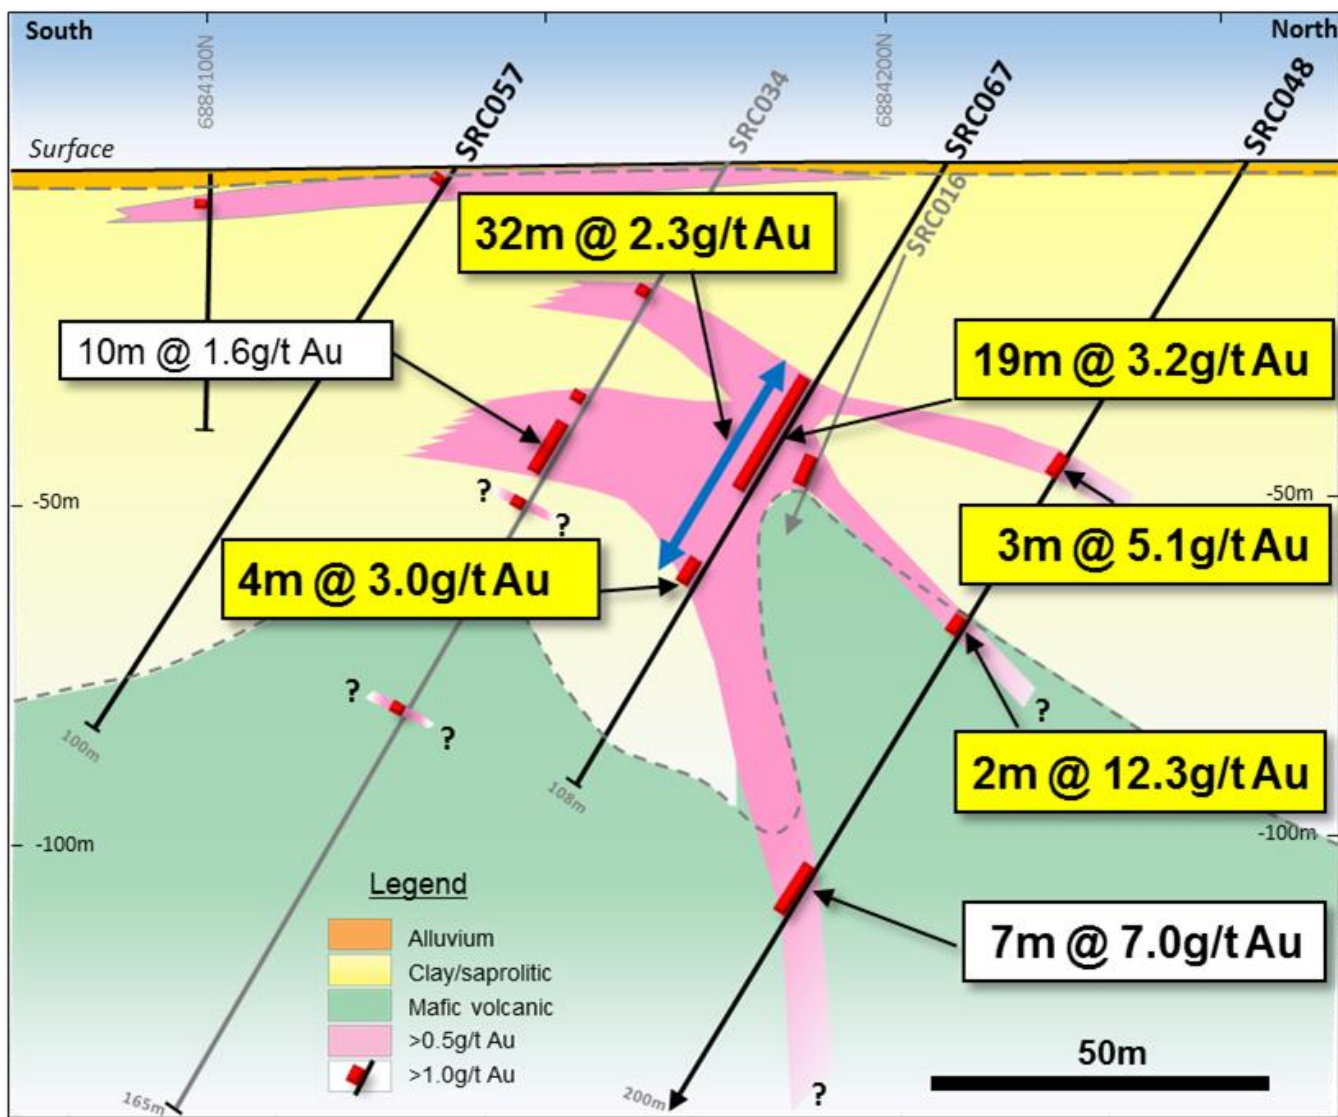 South
North
6884100N
SRC057
SRC034
6884200N
SRC067
SRC048
Surface
SRC016
32m @ 2.3g/t Au
10m @ 1.6g/t Au
19m @ 3.2g/t Au
-50m
-50m
?
?
3m @ 5.1g/t Au
4m @ 3.0g/t Au
?
?
?
100m
2m @ 12.3g/t Au
108m
-100m
-100m
Legend
Alluvium
Clay/saprolitic
Mafic volcanic
>0.5g/t Au
>1.0g/t Au
7m @ 7.0g/t Au
50m
165m
200m
?